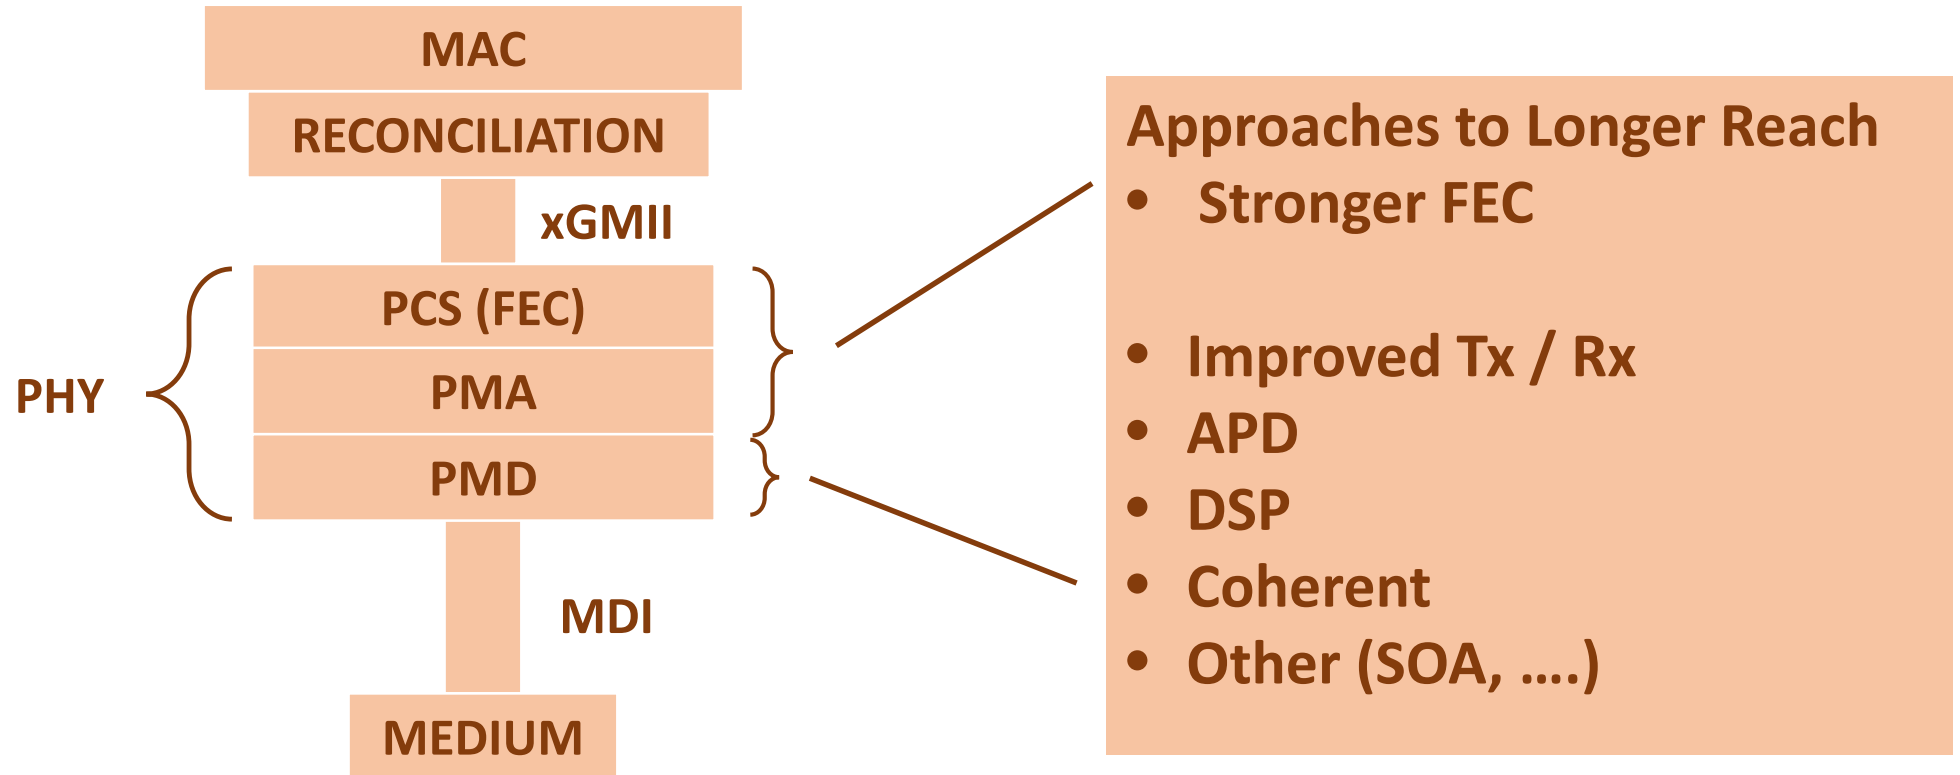 MAC
RECONCILIATION
xGMII
PCS (FEC)
PMA
PMD
PHY
MDI
MEDIUM
Approaches to Longer Reach
• Stronger FEC
• Improved Tx / Rx
• APD
• DSP
• Coherent
• Other (SOA, ....)